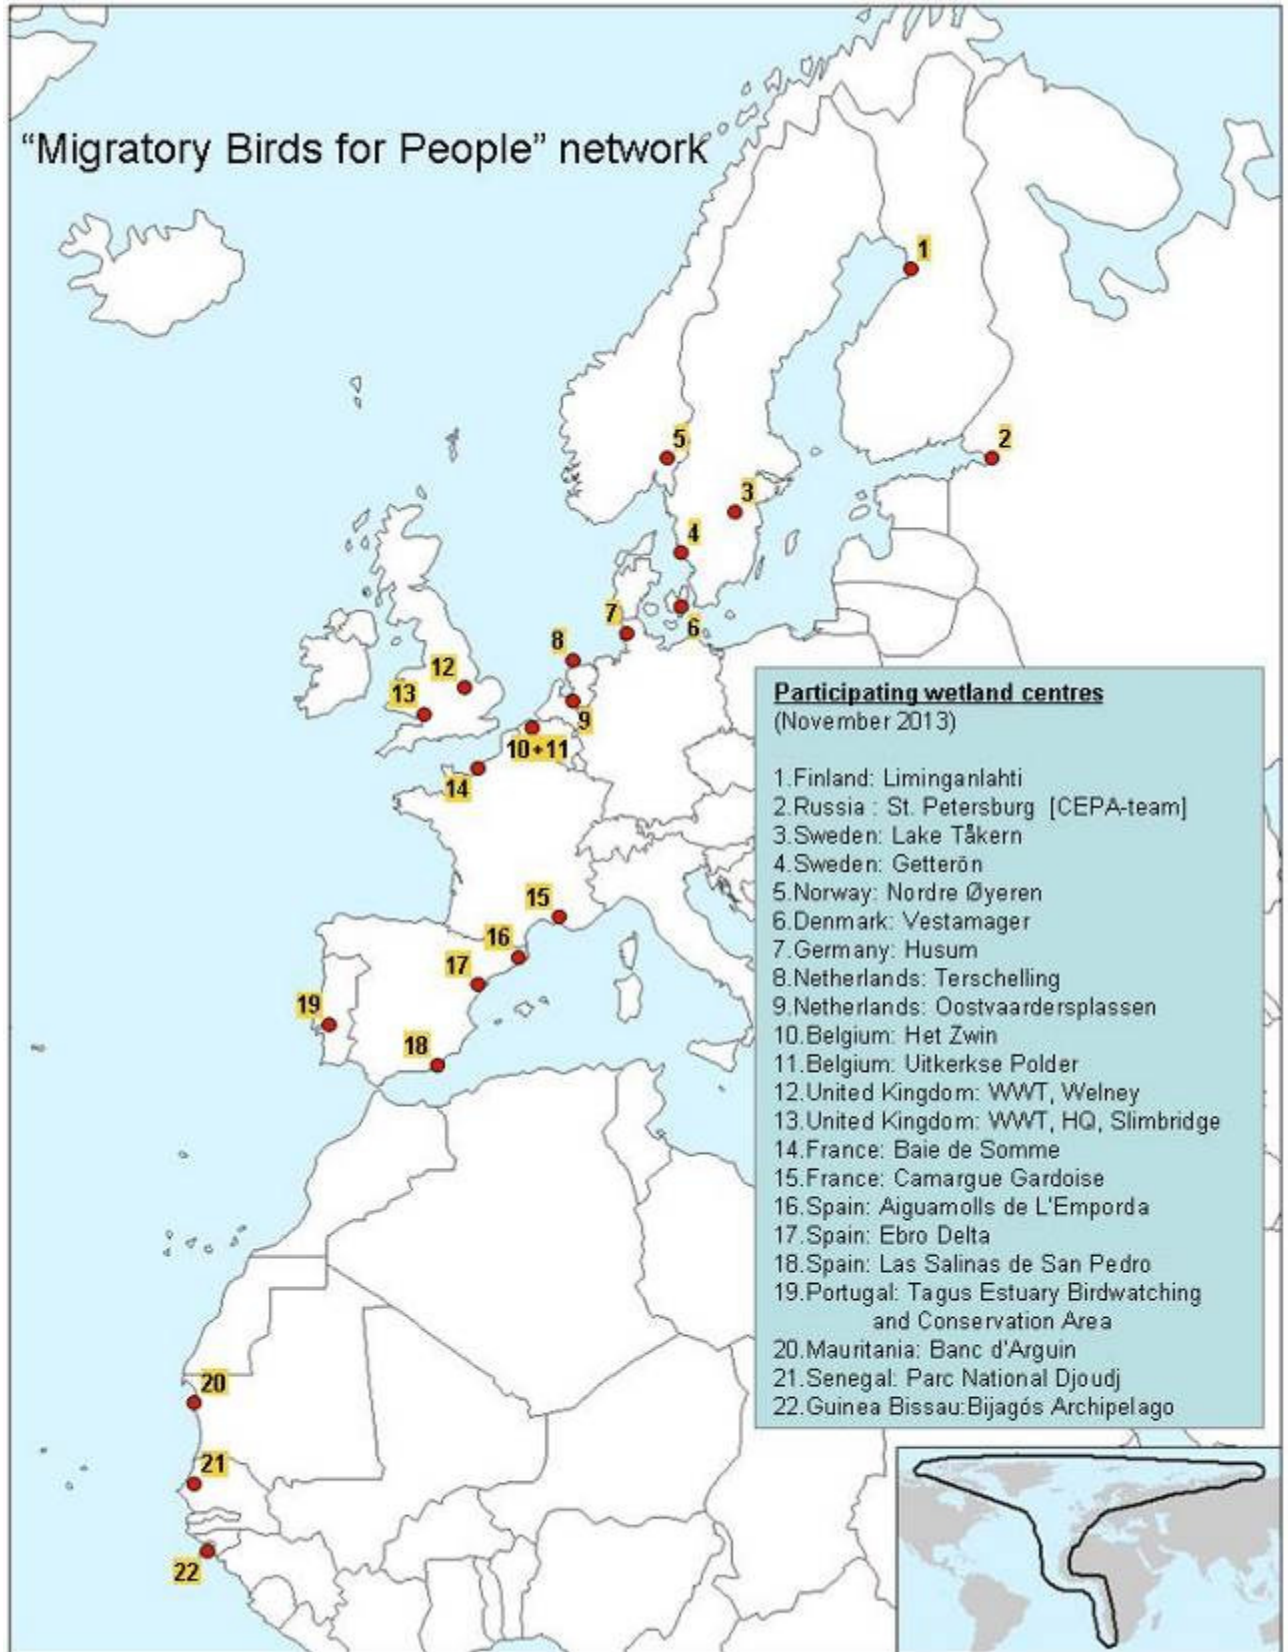 “Migratory Birds for People” network
1
5
2
3
4
7
6
8
12
13
9
10+11
14
15
16
17
19
18
20
21
22
Participating wetland centres
(November 2013)
1.Finland: Liminganlahti
2.Russia : St. Petersburg [CEPA-team]
3.Sweden: Lake Tåkern
4.Sweden: Getterön
5.Norway: Nordre Øyeren
6.Denmark: Vestamager
7.Germany: Husum
8.Netherlands: Terschelling
9.Netherlands: Oostvaardersplassen
10.Belgium: Het Zwin
11.Belgium: Uitkerkse Polder
12.United Kingdom: WWT, Welney
13.United Kingdom: WWT, HQ, Slimbridge
14.France: Baie de Somme
15.France: Camargue Gardoise
16.Spain: Aiguamolls de L'Emporda
17.Spain: Ebro Delta
18.Spain: Las Salinas de San Pedro
19.Portugal: Tagus Estuary Birdwatching
and Conservation Area
20.Mauritania: Banc d'Arguin
21.Senegal: Parc National Djoudj
22.Guinea Bissau:Bijagós Archipelago